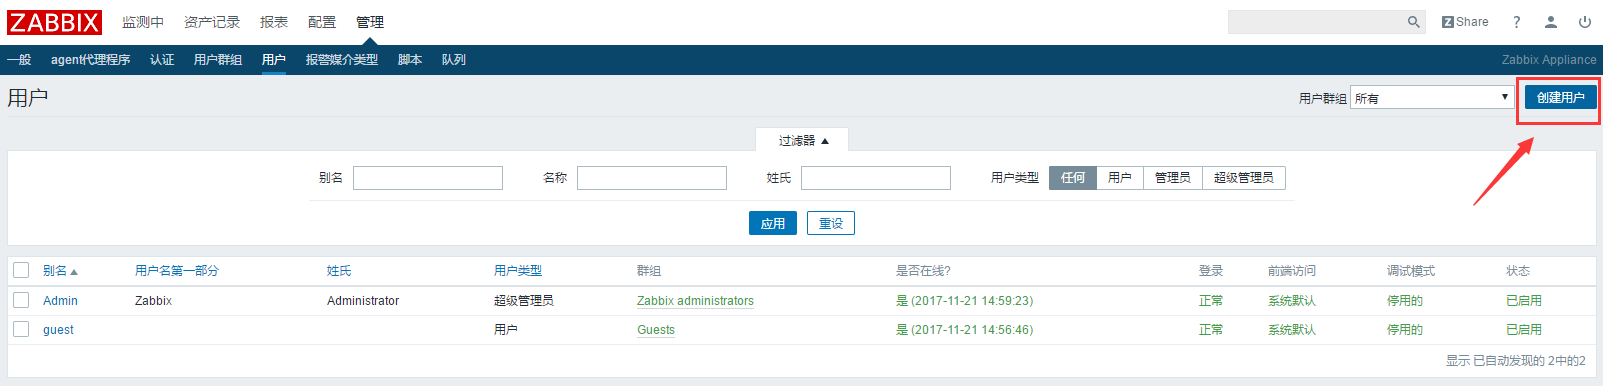 ZABBIX 监测中 资产记录 报表 配置 管理 Z Share ?
一般 agent代理程序 认证 用户群组 用户 报警媒介类型 脚本 队列 Zabbix Appliance
用户 用户群组 所有 创建用户
过滤器
别名 名称 姓氏 用户类型 任何 用户 管理员 超级管理员
应用 重设
别名 用户名第一部分 姓氏 用户类型 群组 是否在线? 登录 前端访问 调试模式 状态
Admin Zabbix Administrator 超级管理员 Zabbix administrators 是 (2017-11-21 14:59:23) 正常 系统默认 停用的 已启用
guest 用户 Guests 是 (2017-11-21 14:56:46) 正常 系统默认 停用的 已启用
显示 已自动发现的 2中的2